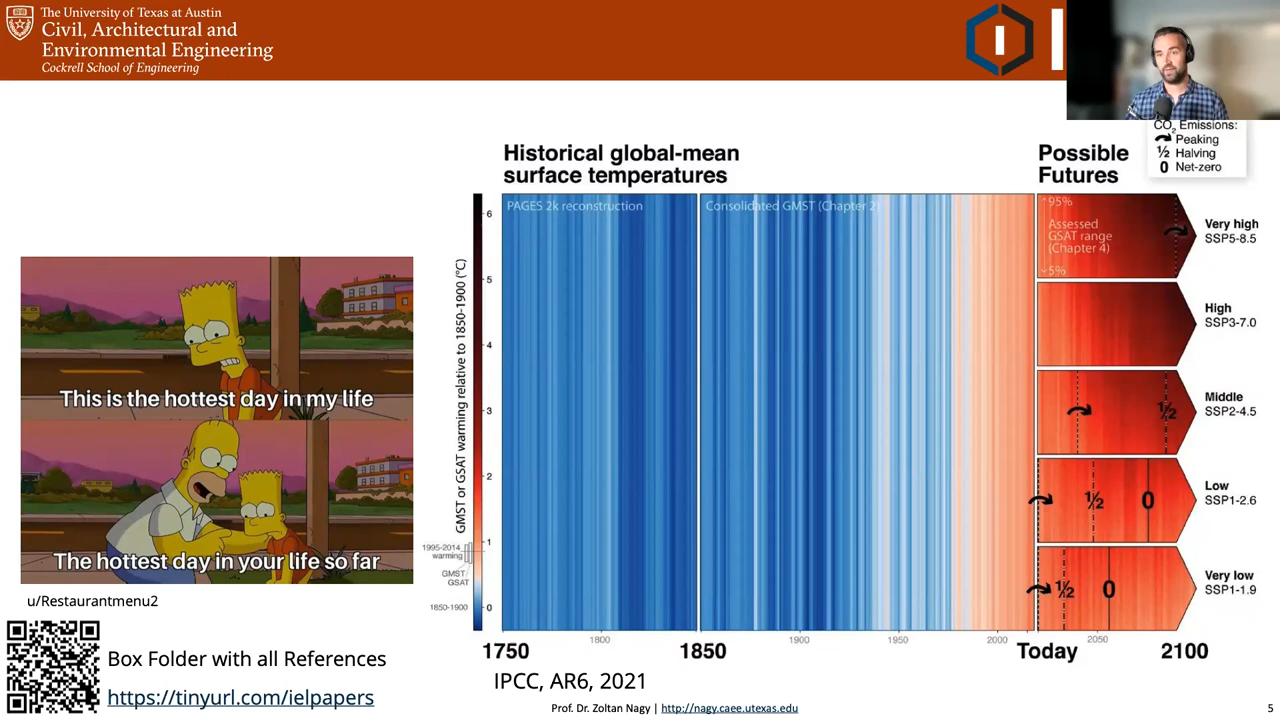 The University of Texas at Austin
Civil, Architectural and
Environmental Engineering
Cockrell School of Engineering
I
CO2 Emissions:
Peaking
½ Halving
0 Net-zero
Historical global-mean
surface temperatures
Possible
Futures
PAGES 2k reconstruction
Consolidated GMST (Chapter 2)
95%
Assessed
GSAT range
(Chapter 4)
5%
Very high
SSP5-8.5
High
SSP3-7.0
Middle
SSP2-4.5
½
Low
SSP1-2.6
½
0
Very low
SSP1-1.9
½
0
GMST or GSAT warming relative to 1850-1900 (°C)
6
5
4
3
2
1
0
1995-2014
warming
GMST
GSAT
1850-1900
1800
1900
1950
2000
2050
1750
1850
Today
2100
This is the hottest day in my life
The hottest day in your life so far
u/Restaurantmenu2
Box Folder with all References
https://tinyurl.com/ielpapers
IPCC, AR6, 2021
Prof. Dr. Zoltan Nagy | http://nagy.caee.utexas.edu
5